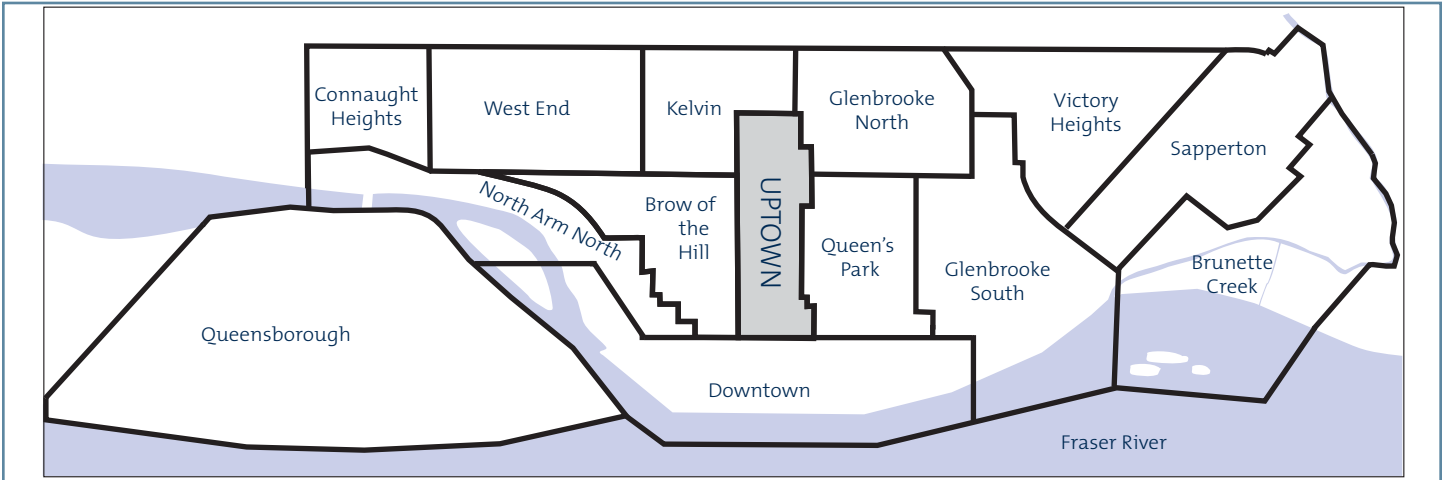 Connaught
Heights
West End
Kelvin
Glenbrooke
North
Victory
Heights
Sapperton
North Arm North
Brow of
the
Hill
UPTOWN
Queen's
Park
Glenbrooke
South
Brunette
Creek
Queensborough
Downtown
Fraser River